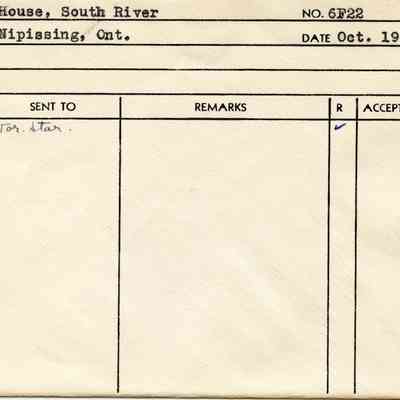 House, South River NO. 6F22
Nipissing, Ont. DATE Oct. 19
SENT TO REMARKS R ACCEPT
Tor. Star. ✓